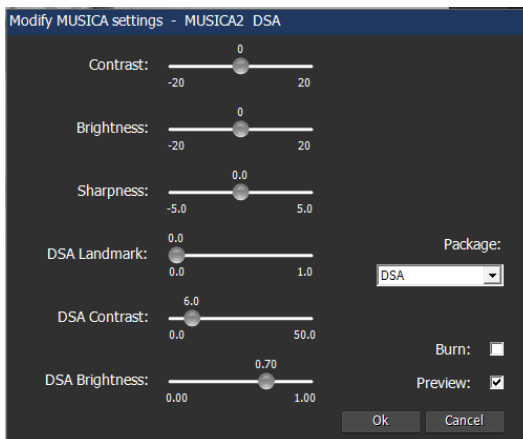 Modify MUSICA settings - MUSICA2 DSA
0
Contrast:
-20 20
0
Brightness:
-20 20
0.0
Sharpness:
-5.0 5.0
0.0
DSA Landmark:
0.0 1.0
6.0
DSA Contrast:
0.0 50.0
0.70
DSA Brightness:
0.00 1.00
Package:
DSA
Burn:
Preview:
Ok Cancel